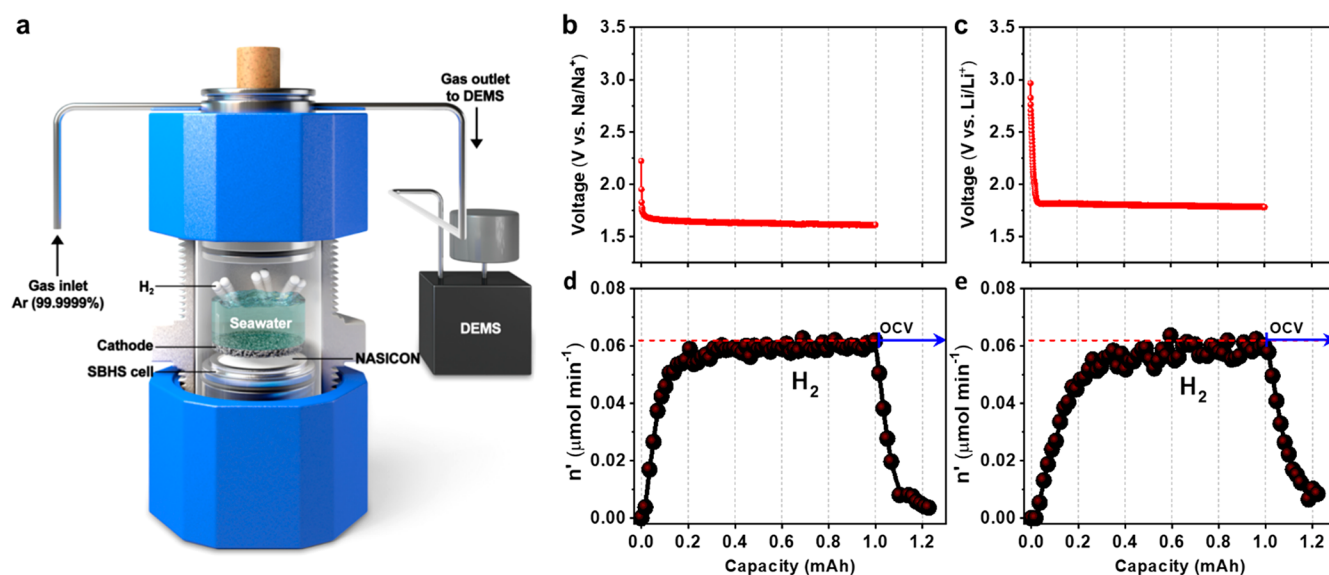 a
Gas outlet
to DEMS
Gas inlet
Ar (99.9999%)
H₂
Seawater
Cathode
SBHS cell
NASICON
DEMS
b
3.5
3.0
2.5
2.0
1.5
Voltage (V vs. Na/Na⁺)
c
3.5
3.0
2.5
2.0
1.5
Voltage (V vs. Li/Li⁺)
d
0.08
0.06
0.04
0.02
0.00
n' (μmol min⁻¹)
OCV
H₂
0.0 0.2 0.4 0.6 0.8 1.0 1.2
Capacity (mAh)
e
0.08
0.06
0.04
0.02
0.00
n' (μmol min⁻¹)
OCV
H₂
0.0 0.2 0.4 0.6 0.8 1.0 1.2
Capacity (mAh)